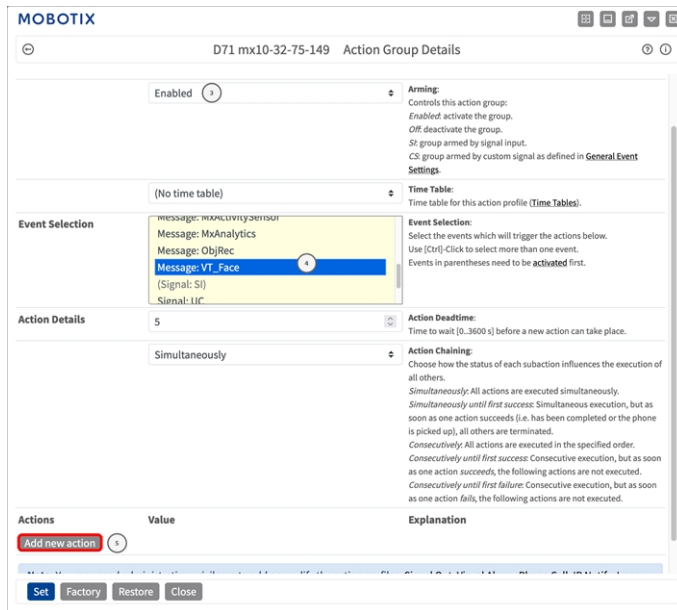 MOBOTIX
D71 mx10-32-75-149 Action Group Details
Enabled 3
Arming:
Controls this action group:
Enabled: activate the group.
Off: deactivate the group.
SI: group armed by signal input.
CS: group armed by custom signal as defined in General Event
Settings.
(No time table)
Time Table:
Time table for this action profile (Time Tables).
Event Selection
Message: MxActivitySensor
Message: MxAnalytics
Message: ObjRec
Message: VT_Face 4
(Signal: SI)
Signal: UC
Event Selection:
Select the events which will trigger the actions below.
Use [Ctrl]-Click to select more than one event.
Events in parentheses need to be activated first.
Action Details
5
Action Deadtime:
Time to wait [0..3600 s] before a new action can take place.
Simultaneously
Action Chaining:
Choose how the status of each subaction influences the execution of
all others.
Simultaneously: All actions are executed simultaneously.
Simultaneously until first success: Simultaneous execution, but as
soon as one action succeeds (i.e. has been completed or the phone
is picked up), all others are terminated.
Consecutively: All actions are executed in the specified order.
Consecutively until first success: Consecutive execution, but as soon
as one action succeeds, the following actions are not executed.
Consecutively until first failure: Consecutive execution, but as soon
as one action fails, the following actions are not executed.
Actions Value Explanation
Add new action 5
Set Factory Restore Close